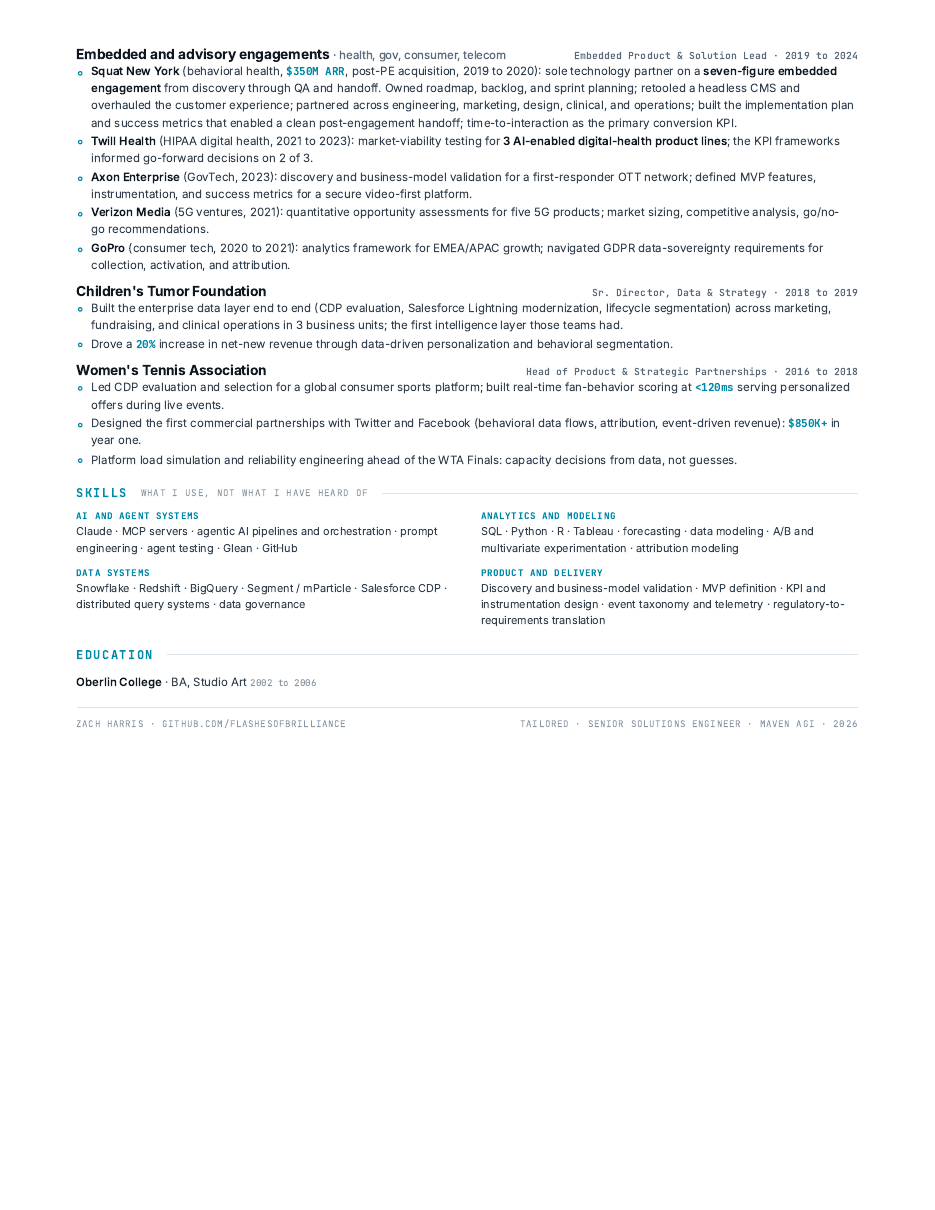 Embedded and advisory engagements · health, gov, consumer, telecom Embedded Product & Solution Lead · 2019 to 2024
Squat New York (behavioral health, $350M ARR, post-PE acquisition, 2019 to 2020): sole technology partner on a seven-figure embedded
engagement from discovery through QA and handoff. Owned roadmap, backlog, and sprint planning; retooled a headless CMS and
overhauled the customer experience; partnered across engineering, marketing, design, clinical, and operations; built the implementation plan
and success metrics that enabled a clean post-engagement handoff; time-to-interaction as the primary conversion KPI.
Twill Health (HIPAA digital health, 2021 to 2023): market-viability testing for 3 AI-enabled digital-health product lines; the KPI frameworks
informed go-forward decisions on 2 of 3.
Axon Enterprise (GovTech, 2023): discovery and business-model validation for a first-responder OTT network; defined MVP features,
instrumentation, and success metrics for a secure video-first platform.
Verizon Media (5G ventures, 2021): quantitative opportunity assessments for five 5G products; market sizing, competitive analysis, go/no-
go recommendations.
GoPro (consumer tech, 2020 to 2021): analytics framework for EMEA/APAC growth; navigated GDPR data-sovereignty requirements for
collection, activation, and attribution.
Children's Tumor Foundation Sr. Director, Data & Strategy · 2018 to 2019
Built the enterprise data layer end to end (CDP evaluation, Salesforce Lightning modernization, lifecycle segmentation) across marketing,
fundraising, and clinical operations in 3 business units; the first intelligence layer those teams had.
Drove a 20% increase in net-new revenue through data-driven personalization and behavioral segmentation.
Women's Tennis Association Head of Product & Strategic Partnerships · 2016 to 2018
Led CDP evaluation and selection for a global consumer sports platform; built real-time fan-behavior scoring at <120ms serving personalized
offers during live events.
Designed the first commercial partnerships with Twitter and Facebook (behavioral data flows, attribution, event-driven revenue): $850K+ in
year one.
Platform load simulation and reliability engineering ahead of the WTA Finals: capacity decisions from data, not guesses.
SKILLS WHAT I USE, NOT WHAT I HAVE HEARD OF
AI AND AGENT SYSTEMS
Claude · MCP servers · agentic AI pipelines and orchestration · prompt
engineering · agent testing · Glean · GitHub
ANALYTICS AND MODELING
SQL · Python · R · Tableau · forecasting · data modeling · A/B and
multivariate experimentation · attribution modeling
DATA SYSTEMS
Snowflake · Redshift · BigQuery · Segment / mParticle · Salesforce CDP ·
distributed query systems · data governance
PRODUCT AND DELIVERY
Discovery and business-model validation · MVP definition · KPI and
instrumentation design · event taxonomy and telemetry · regulatory-to-
requirements translation
EDUCATION
Oberlin College · BA, Studio Art 2002 to 2006
ZACH HARRIS · GITHUB.COM/FLASHESOFBRILLIANCE TAILORED · SENIOR SOLUTIONS ENGINEER · MAVEN AGI · 2026